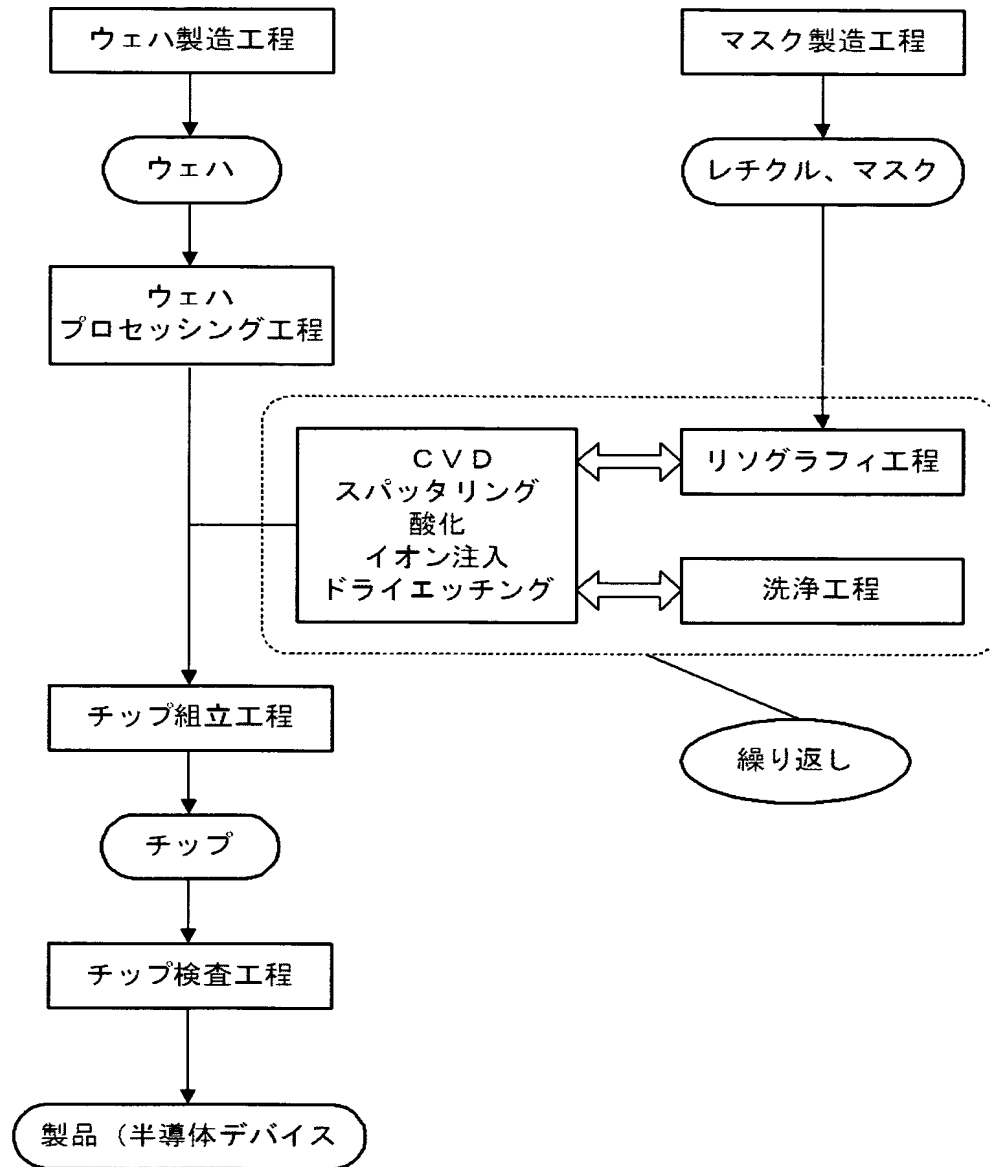 ウェハ製造工程
マスク製造工程
ウェハ
レチクル、マスク
ウェハ
プロセッシング工程
CVD
スパッタリング
酸化
イオン注入
ドライエッチング
リソグラフィ工程
洗浄工程
チップ組立工程
繰り返し
チップ
チップ検査工程
製品（半導体デバイス